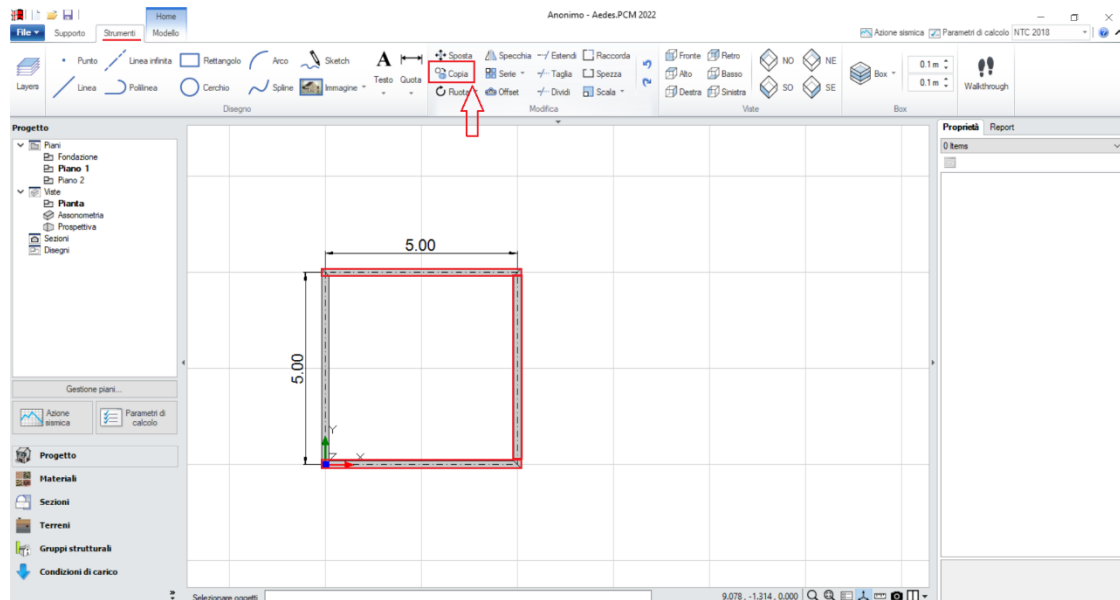 Anonimo - Aedes.PCM 2022
Home
File Supporto Strumenti Modello
Azione sismica Parametri di calcolo NTC 2018
Layers
Punto Linea infinita Rettangolo Arco Sketch
Linea Polilinea Cerchio Spline Immagine
Testo Quota
Disegno
Sposta Specchia Estendi Raccorda
Copia Serie Taglia Spezza
Ruota Offset Dividi Scala
Modifica
Fronte Retro
Alto Basso
Destra Sinistra
NO NE
SO SE
Viste
Box
0.1 m
0.1 m
Box
Walkthrough
Progetto
Piani
Fondazione
Piano 1
Piano 2
Viste
Pianta
Assonometria
Prospettiva
Sezioni
Disegni
Gestione piani...
Azione sismica
Parametri di calcolo
Progetto
Materiali
Sezioni
Terreni
Gruppi strutturali
Condizioni di carico
5.00
5.00
Y
Z X
Proprietà Report
0 Items
Selezionare oggetti
9.078 , -1.314 , 0.000